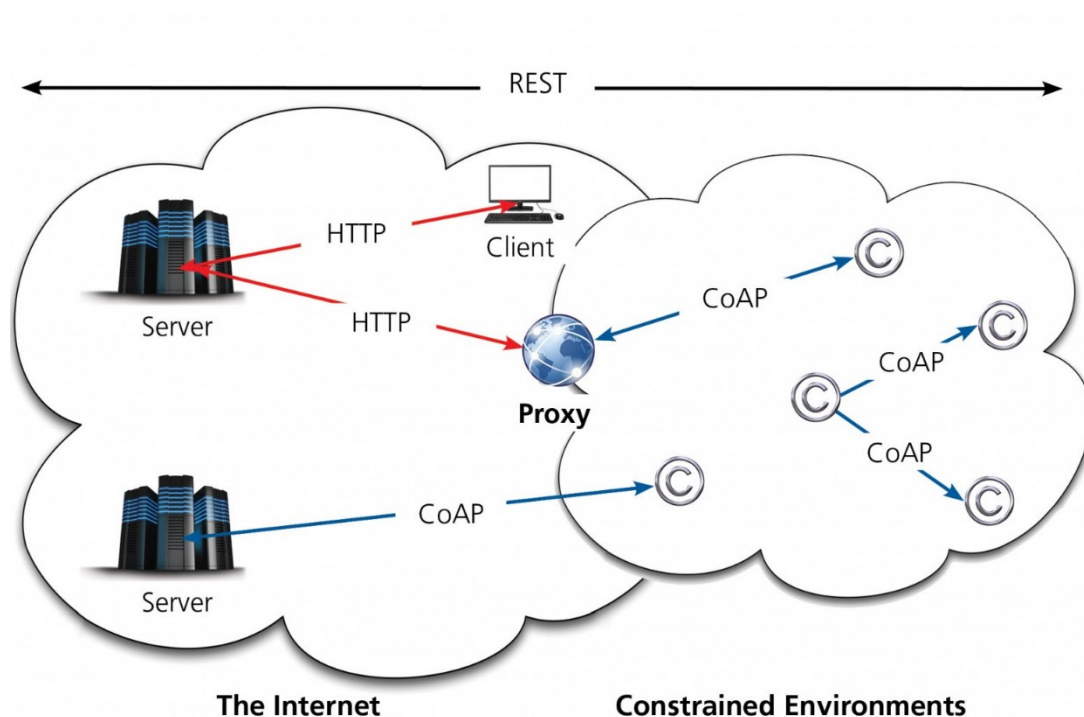 REST
HTTP
Client
Server
HTTP
CoAP
CoAP
Proxy
CoAP
CoAP
Server
The Internet
Constrained Environments
©
©
©
©
©